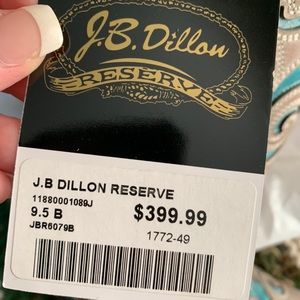 J.B. Dillon
RESERVE
J.B DILLON RESERVE
11880001089J
9.5 B $399.99
JBR6079B 1772-49